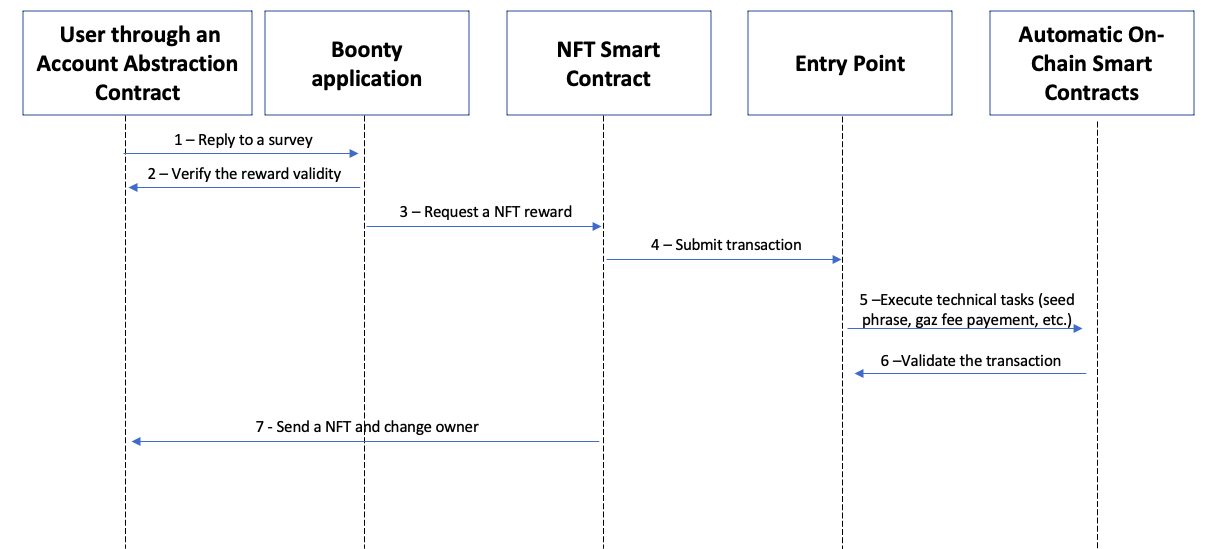 User through an
Account Abstraction
Contract
Boonty
application
NFT Smart
Contract
Entry Point
Automatic On-
Chain Smart
Contracts
1 – Reply to a survey
2 – Verify the reward validity
3 – Request a NFT reward
4 – Submit transaction
5 –Execute technical tasks (seed
phrase, gaz fee payement, etc.)
6 –Validate the transaction
7 - Send a NFT and change owner